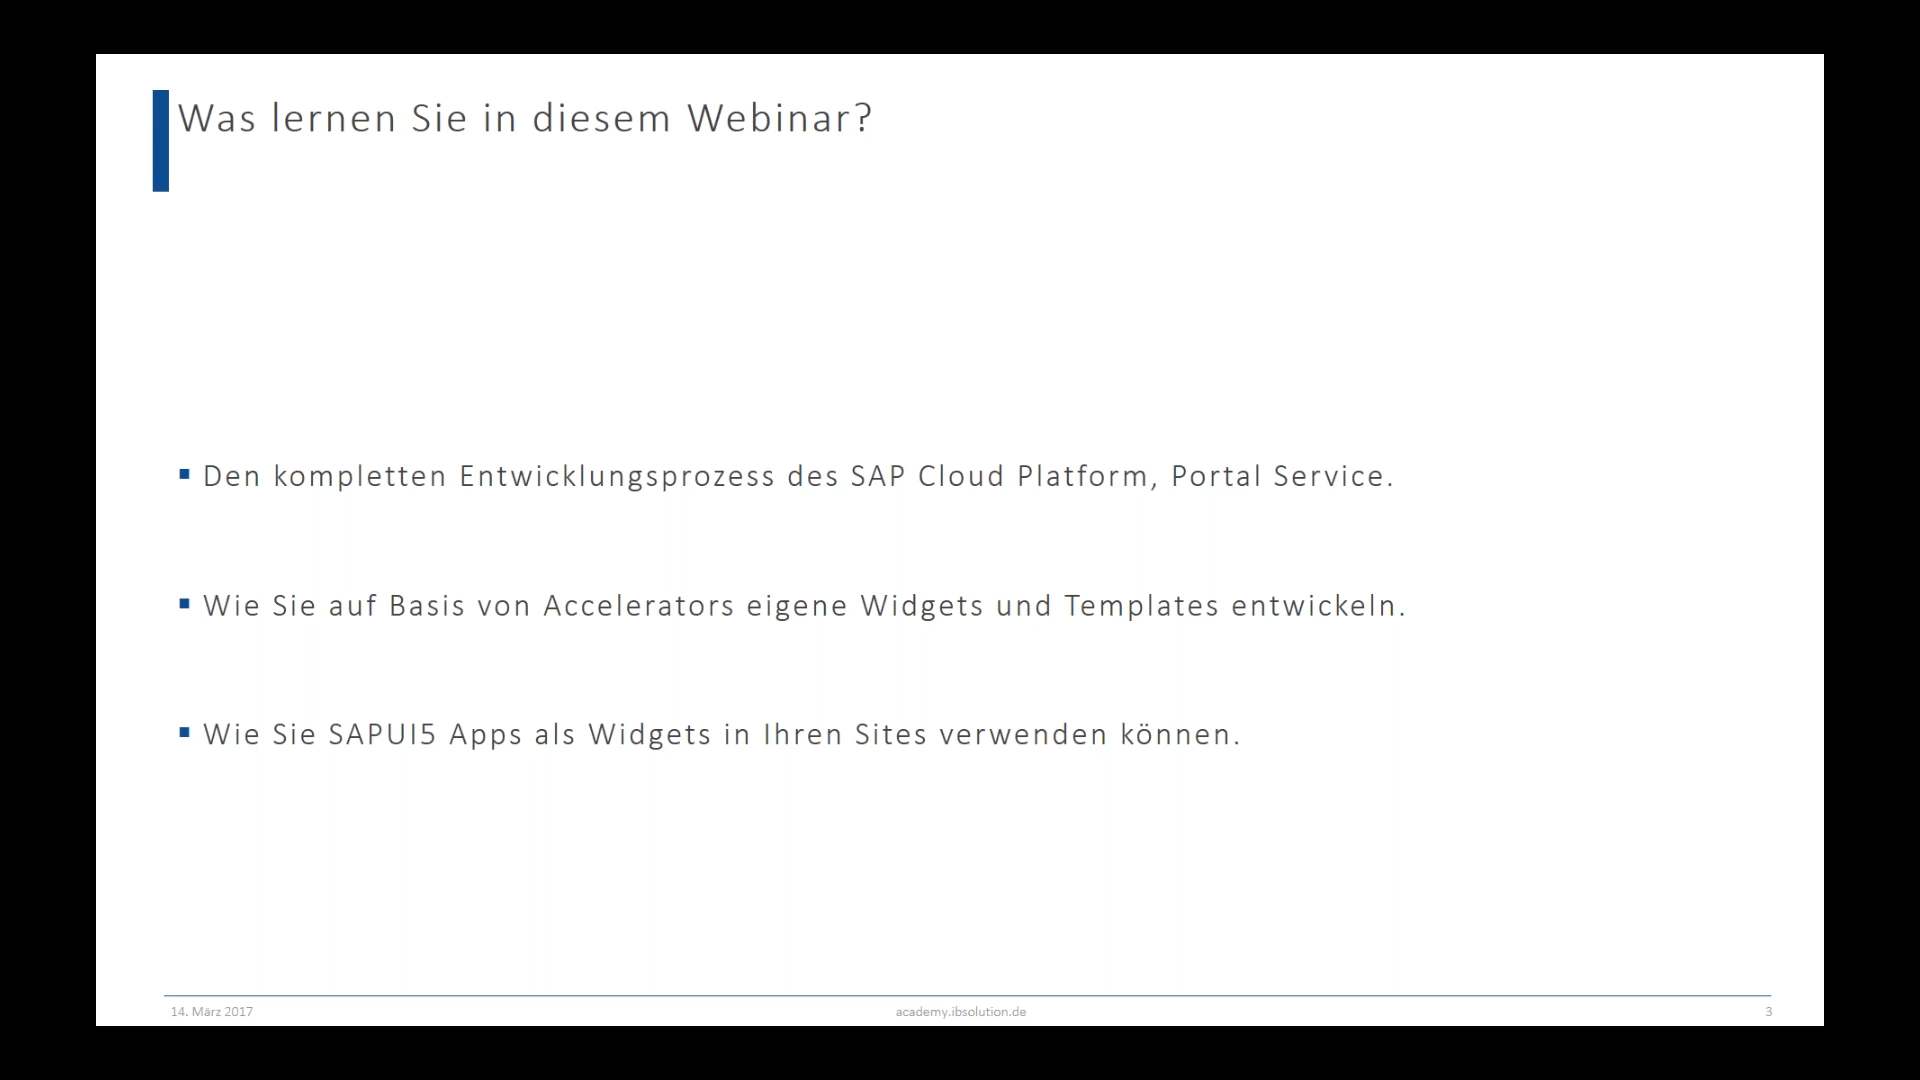 Was lernen Sie in diesem Webinar?
▪ Den kompletten Entwicklungsprozess des SAP Cloud Platform, Portal Service.
▪ Wie Sie auf Basis von Accelerators eigene Widgets und Templates entwickeln.
▪ Wie Sie SAPUI5 Apps als Widgets in Ihren Sites verwenden können.
14. März 2017 academy.ibsolution.de 3